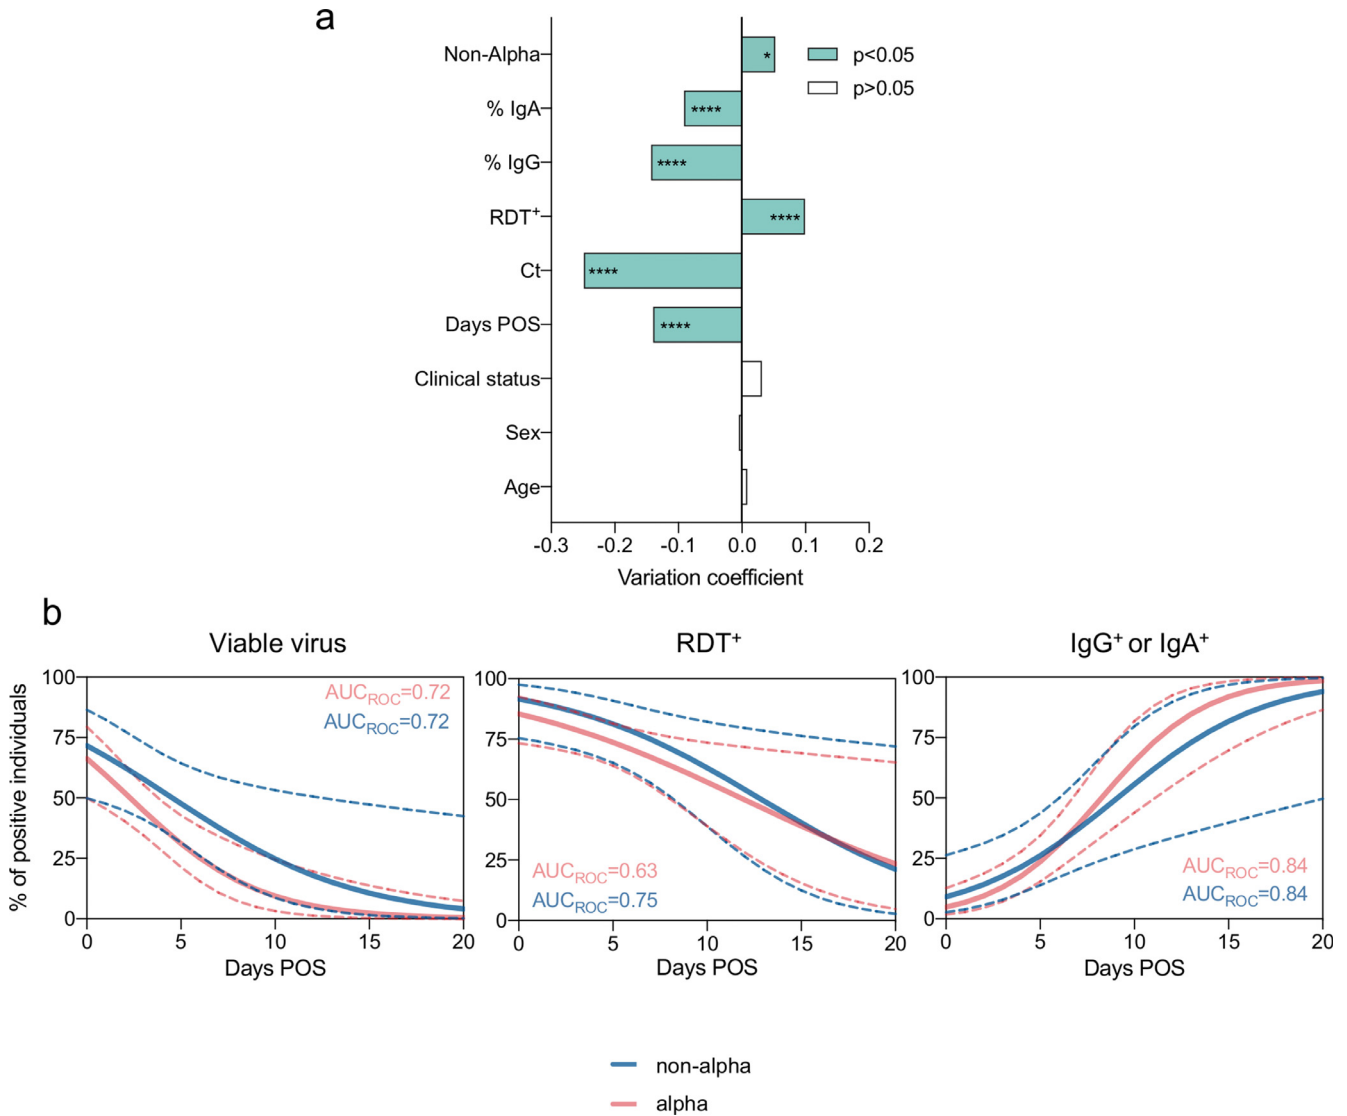 a
Non-Alpha
*
p<0.05
p>0.05
% IgA
****
% IgG
****
RDT+
****
Ct
****
Days POS
****
Clinical status
Sex
Age
-0.3 -0.2 -0.1 0.0 0.1 0.2
Variation coefficient
b
Viable virus
% of positive individuals
100
75
50
25
0
AUCROC=0.72
AUCROC=0.72
0 5 10 15 20
Days POS
RDT+
100
75
50
25
0
AUCROC=0.63
AUCROC=0.75
0 5 10 15 20
Days POS
IgG+ or IgA+
100
75
50
25
0
AUCROC=0.84
AUCROC=0.84
0 5 10 15 20
Days POS
non-alpha
alpha